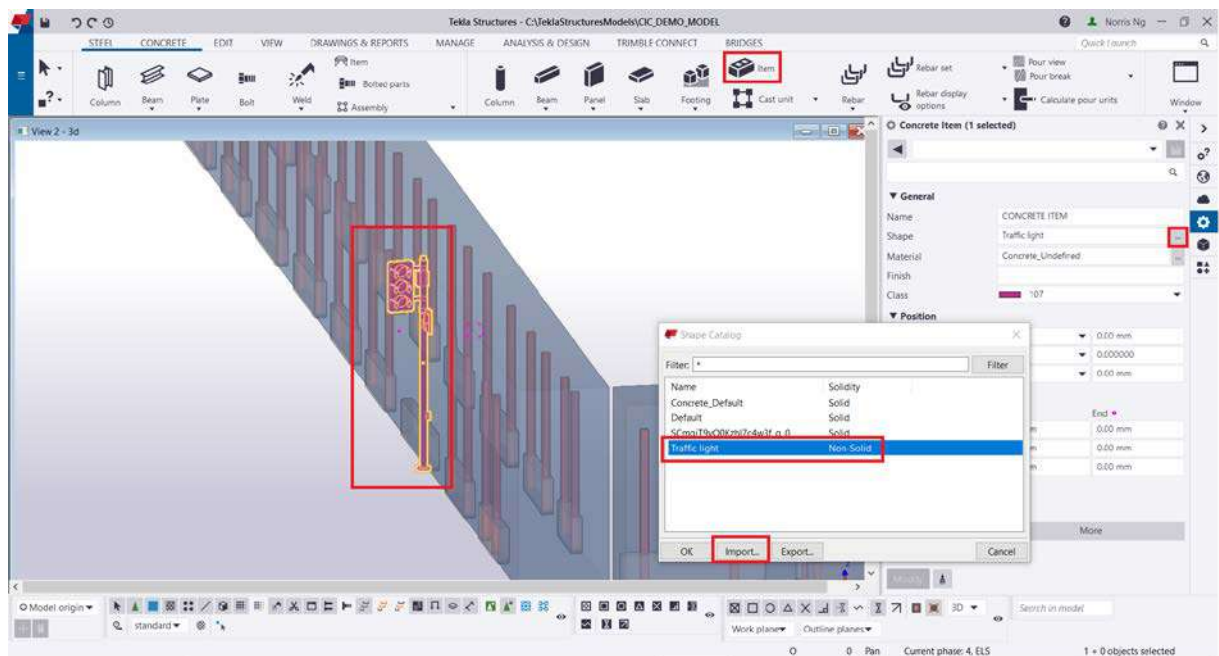 Tekla Structures - C:\TeklaStructuresModels\CIC_DEMO_MODEL
Norris Ng
STEEL CONCRETE EDIT VIEW DRAWINGS & REPORTS MANAGE ANALYSIS & DESIGN TRIMBLE CONNECT BRIDGES
Quick launch
Column Beam Plate Bolt Weld
Item
Bolted parts
Assembly
Column Beam Panel Slab Footing
Item
Cast unit
Rebar
Rebar set
Rebar display options
Pour view
Pour break
Calculate pour units
Window
View 2 - 3d
Concrete Item (1 selected)
General
Name CONCRETE ITEM
Shape Traffic light
Material Concrete_Undefined
Finish
Class 107
Position
0.00 mm
0.000000
0.00 mm
End
0.00 mm
0.00 mm
0.00 mm
More
Modify
Shape Catalog
Filter: * Filter
Name Solidity
Concrete_Default Solid
Default Solid
Solid
Traffic light Non-Solid
OK Import... Export... Cancel
Model origin
standard
3D
Search in model
Work plane Outline planes
O 0 Pan Current phase: 4, ELS 1 + 0 objects selected